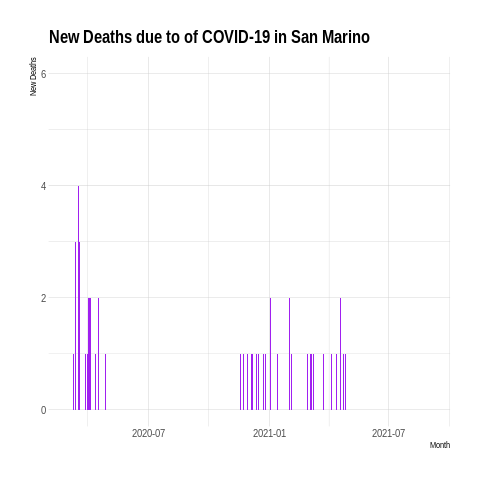 New Deaths due to of COVID-19 in San Marino
New Deaths
6
4
2
0
2020-07 2021-01 2021-07
Month